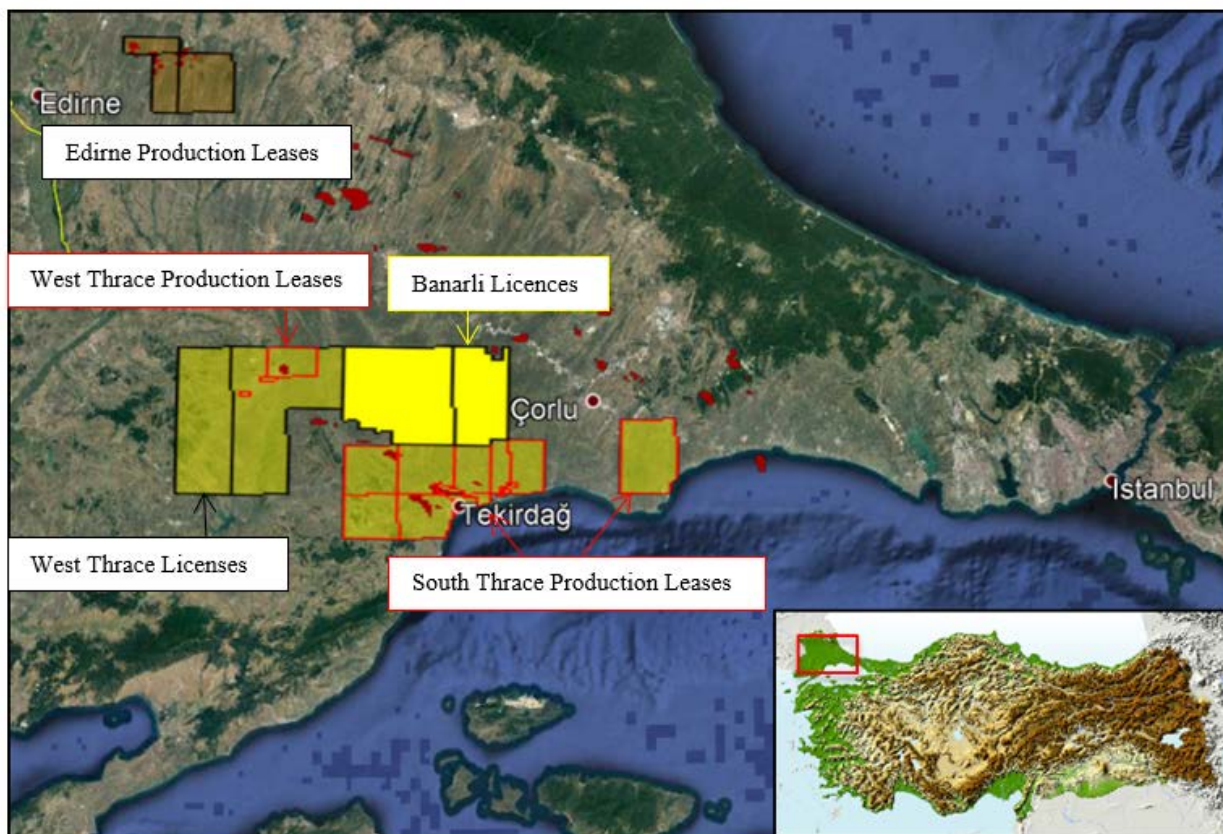 Edirne
Edirne Production Leases
West Thrace Production Leases
Banarli Licences
Çorlu
İstanbul
Tekirdağ
West Thrace Licenses
South Thrace Production Leases